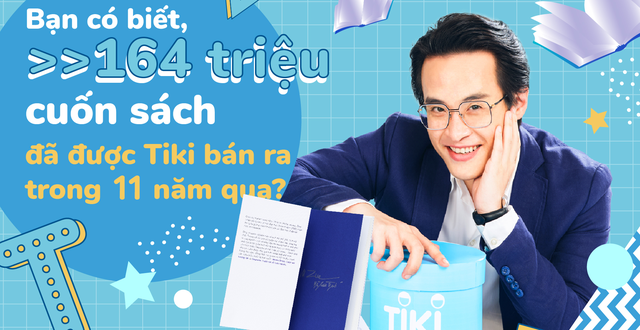 Bạn có biết,
>>164 triệu
cuốn sách
đã được Tiki bán ra
trong 11 năm qua?
T
TIKI